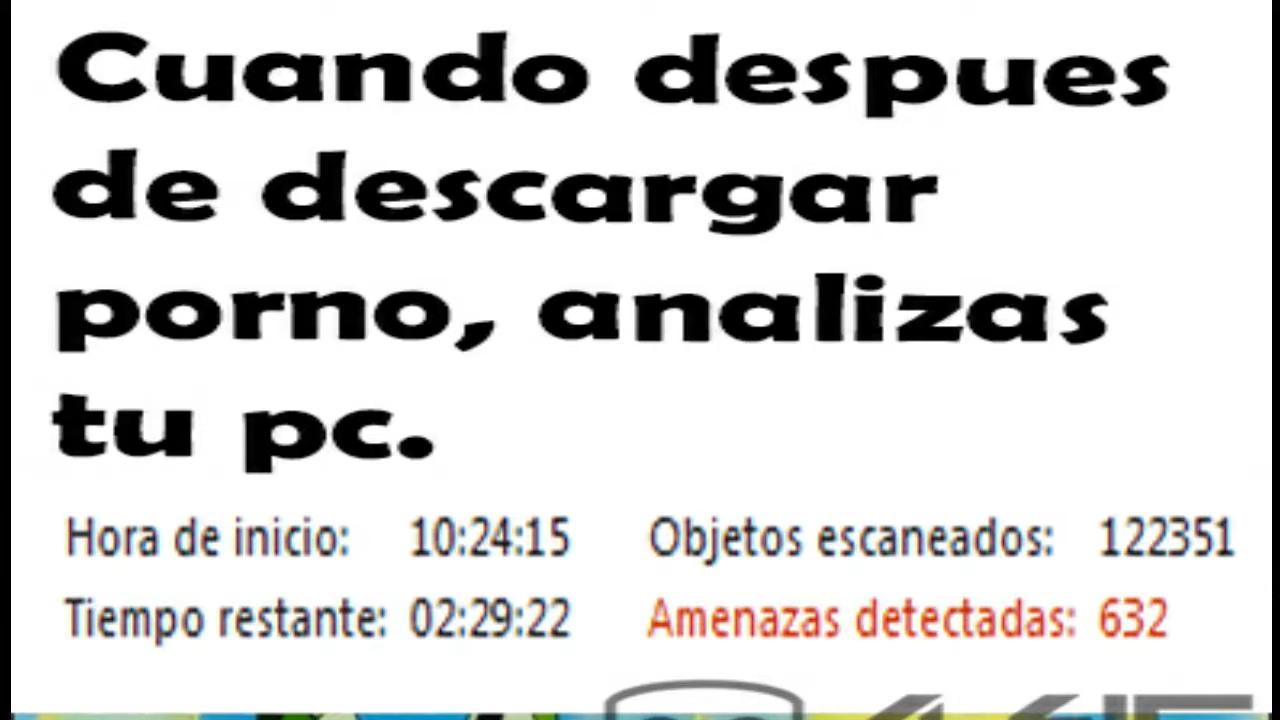 Cuando despues
de descargar
porno, analizas
tu pc.
Hora de inicio: 10:24:15 Objetos escaneados: 122351
Tiempo restante: 02:29:22 Amenazas detectadas: 632